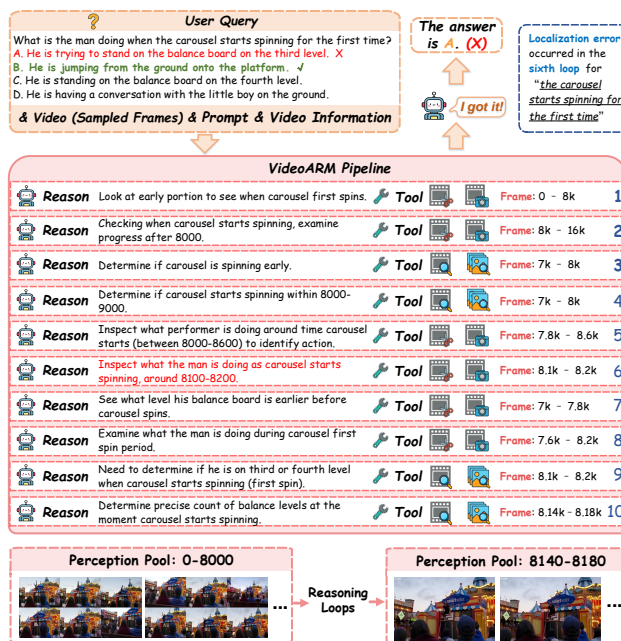 ?
User Query
What is the man doing when the carousel starts spinning for the first time?
A. He is trying to stand on the balance board on the third level. X
B. He is jumping from the ground onto the platform. √
C. He is standing on the balance board on the fourth level.
D. He is having a conversation with the little boy on the ground.
& Video (Sampled Frames) & Prompt & Video Information
The answer
is A. (X)
I got it!
Localization error
occurred in the
sixth loop for
"the carousel
starts spinning for
the first time"
VideoARM Pipeline
Reason Look at early portion to see when carousel first spins. Tool Frame: 0 - 8k 1
Reason Checking when carousel starts spinning, examine
progress after 8000. Tool Frame: 8k - 16k 2
Reason Determine if carousel is spinning early. Tool Frame: 7k - 8k 3
Reason Determine if carousel starts spinning within 8000-
9000. Tool Frame: 7k - 8k 4
Reason Inspect what performer is doing around time carousel
starts (between 8000-8600) to identify action. Tool Frame: 7.8k - 8.6k 5
Reason Inspect what the man is doing as carousel starts
spinning, around 8100-8200. Tool Frame: 8.1k - 8.2k 6
Reason See what level his balance board is earlier before
carousel spins. Tool Frame: 7k - 7.8k 7
Reason Examine what the man is doing during carousel first
spin period. Tool Frame: 7.6k - 8.2k 8
Reason Need to determine if he is on third or fourth level
when carousel starts spinning (first spin). Tool Frame: 8.1k - 8.2k 9
Reason Determine precise count of balance levels at the
moment carousel starts spinning. Tool Frame: 8.14k - 8.18k 10
Perception Pool: 0-8000
...
Reasoning
Loops
Perception Pool: 8140-8180
...